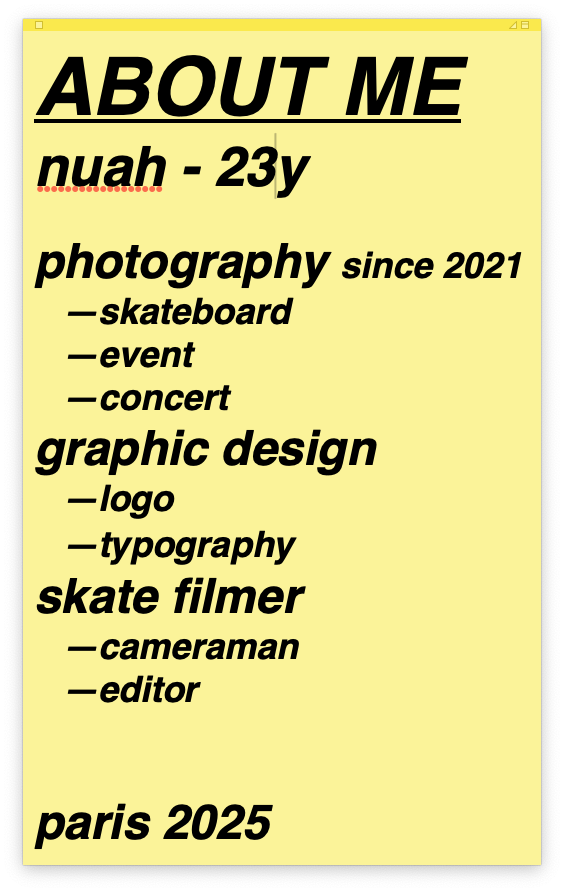 ABOUT ME
nuah - 23y
photography since 2021
—skateboard
—event
—concert
graphic design
—logo
—typography
skate filmer
—cameraman
—editor
paris 2025